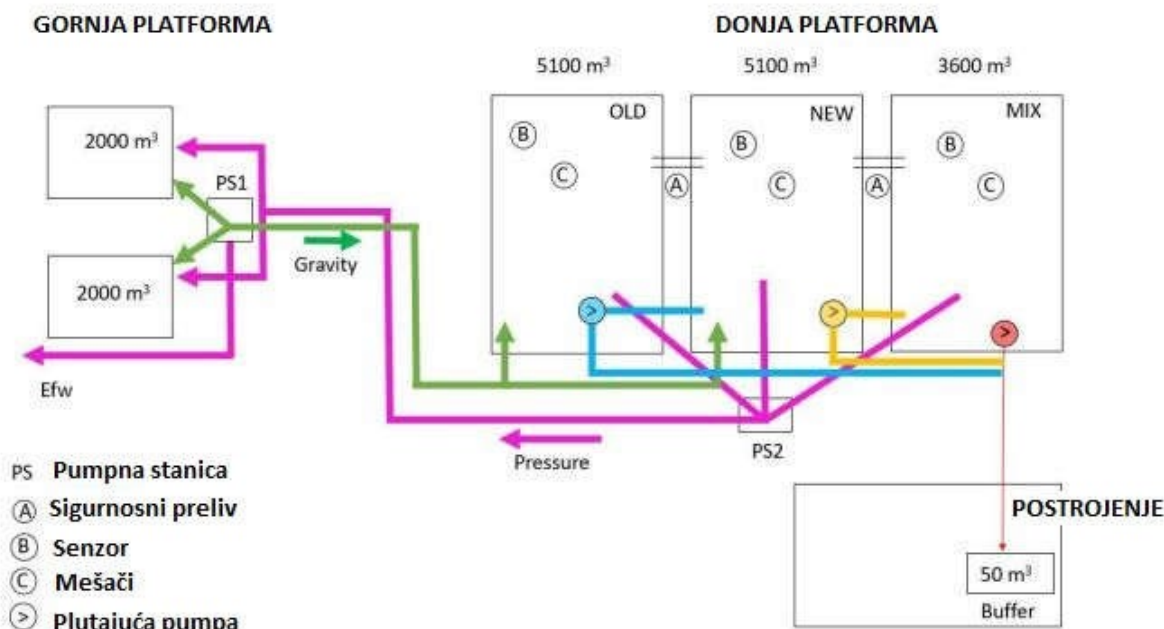 GORNJA PLATFORMA
DONJA PLATFORMA
5100 m³
5100 m³
3600 m³
OLD
NEW
MIX
B
B
B
C
C
C
A
A
2000 m³
PS1
2000 m³
Gravity
Efw
>
>
>
PS2
Pressure
PS Pumpna stanica
A Sigurnosni preliv
B Senzor
C Mešači
> Plutajuća pumpa
POSTROJENJE
50 m³
Buffer